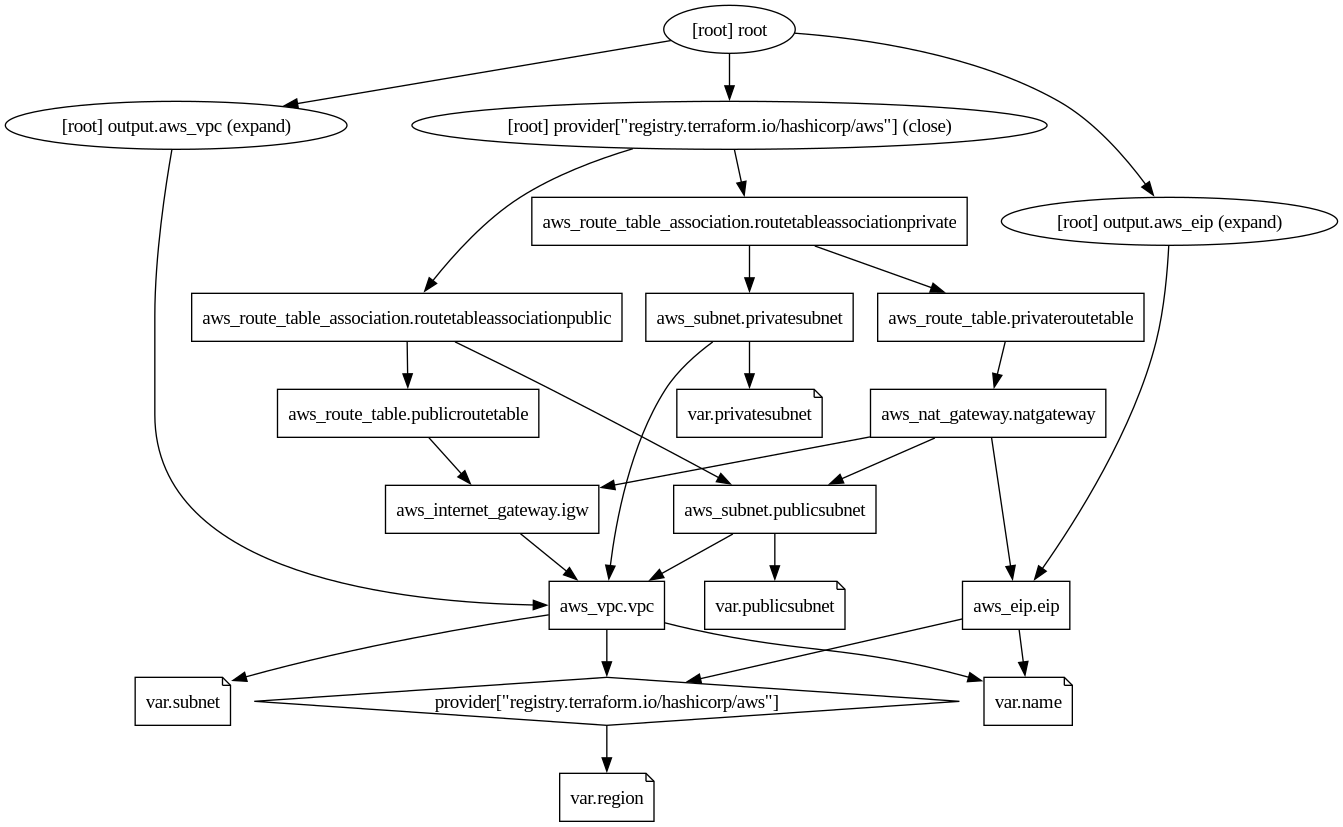 [root] root
[root] output.aws_vpc (expand)
[root] provider["registry.terraform.io/hashicorp/aws"] (close)
aws_route_table_association.routetableassociationprivate
[root] output.aws_eip (expand)
aws_route_table_association.routetableassociationpublic
aws_subnet.privatesubnet
aws_route_table.privateroutetable
aws_route_table.publicroutetable
var.privatesubnet
aws_nat_gateway.natgateway
aws_internet_gateway.igw
aws_subnet.publicsubnet
aws_vpc.vpc
var.publicsubnet
aws_eip.eip
var.subnet
provider["registry.terraform.io/hashicorp/aws"]
var.name
var.region